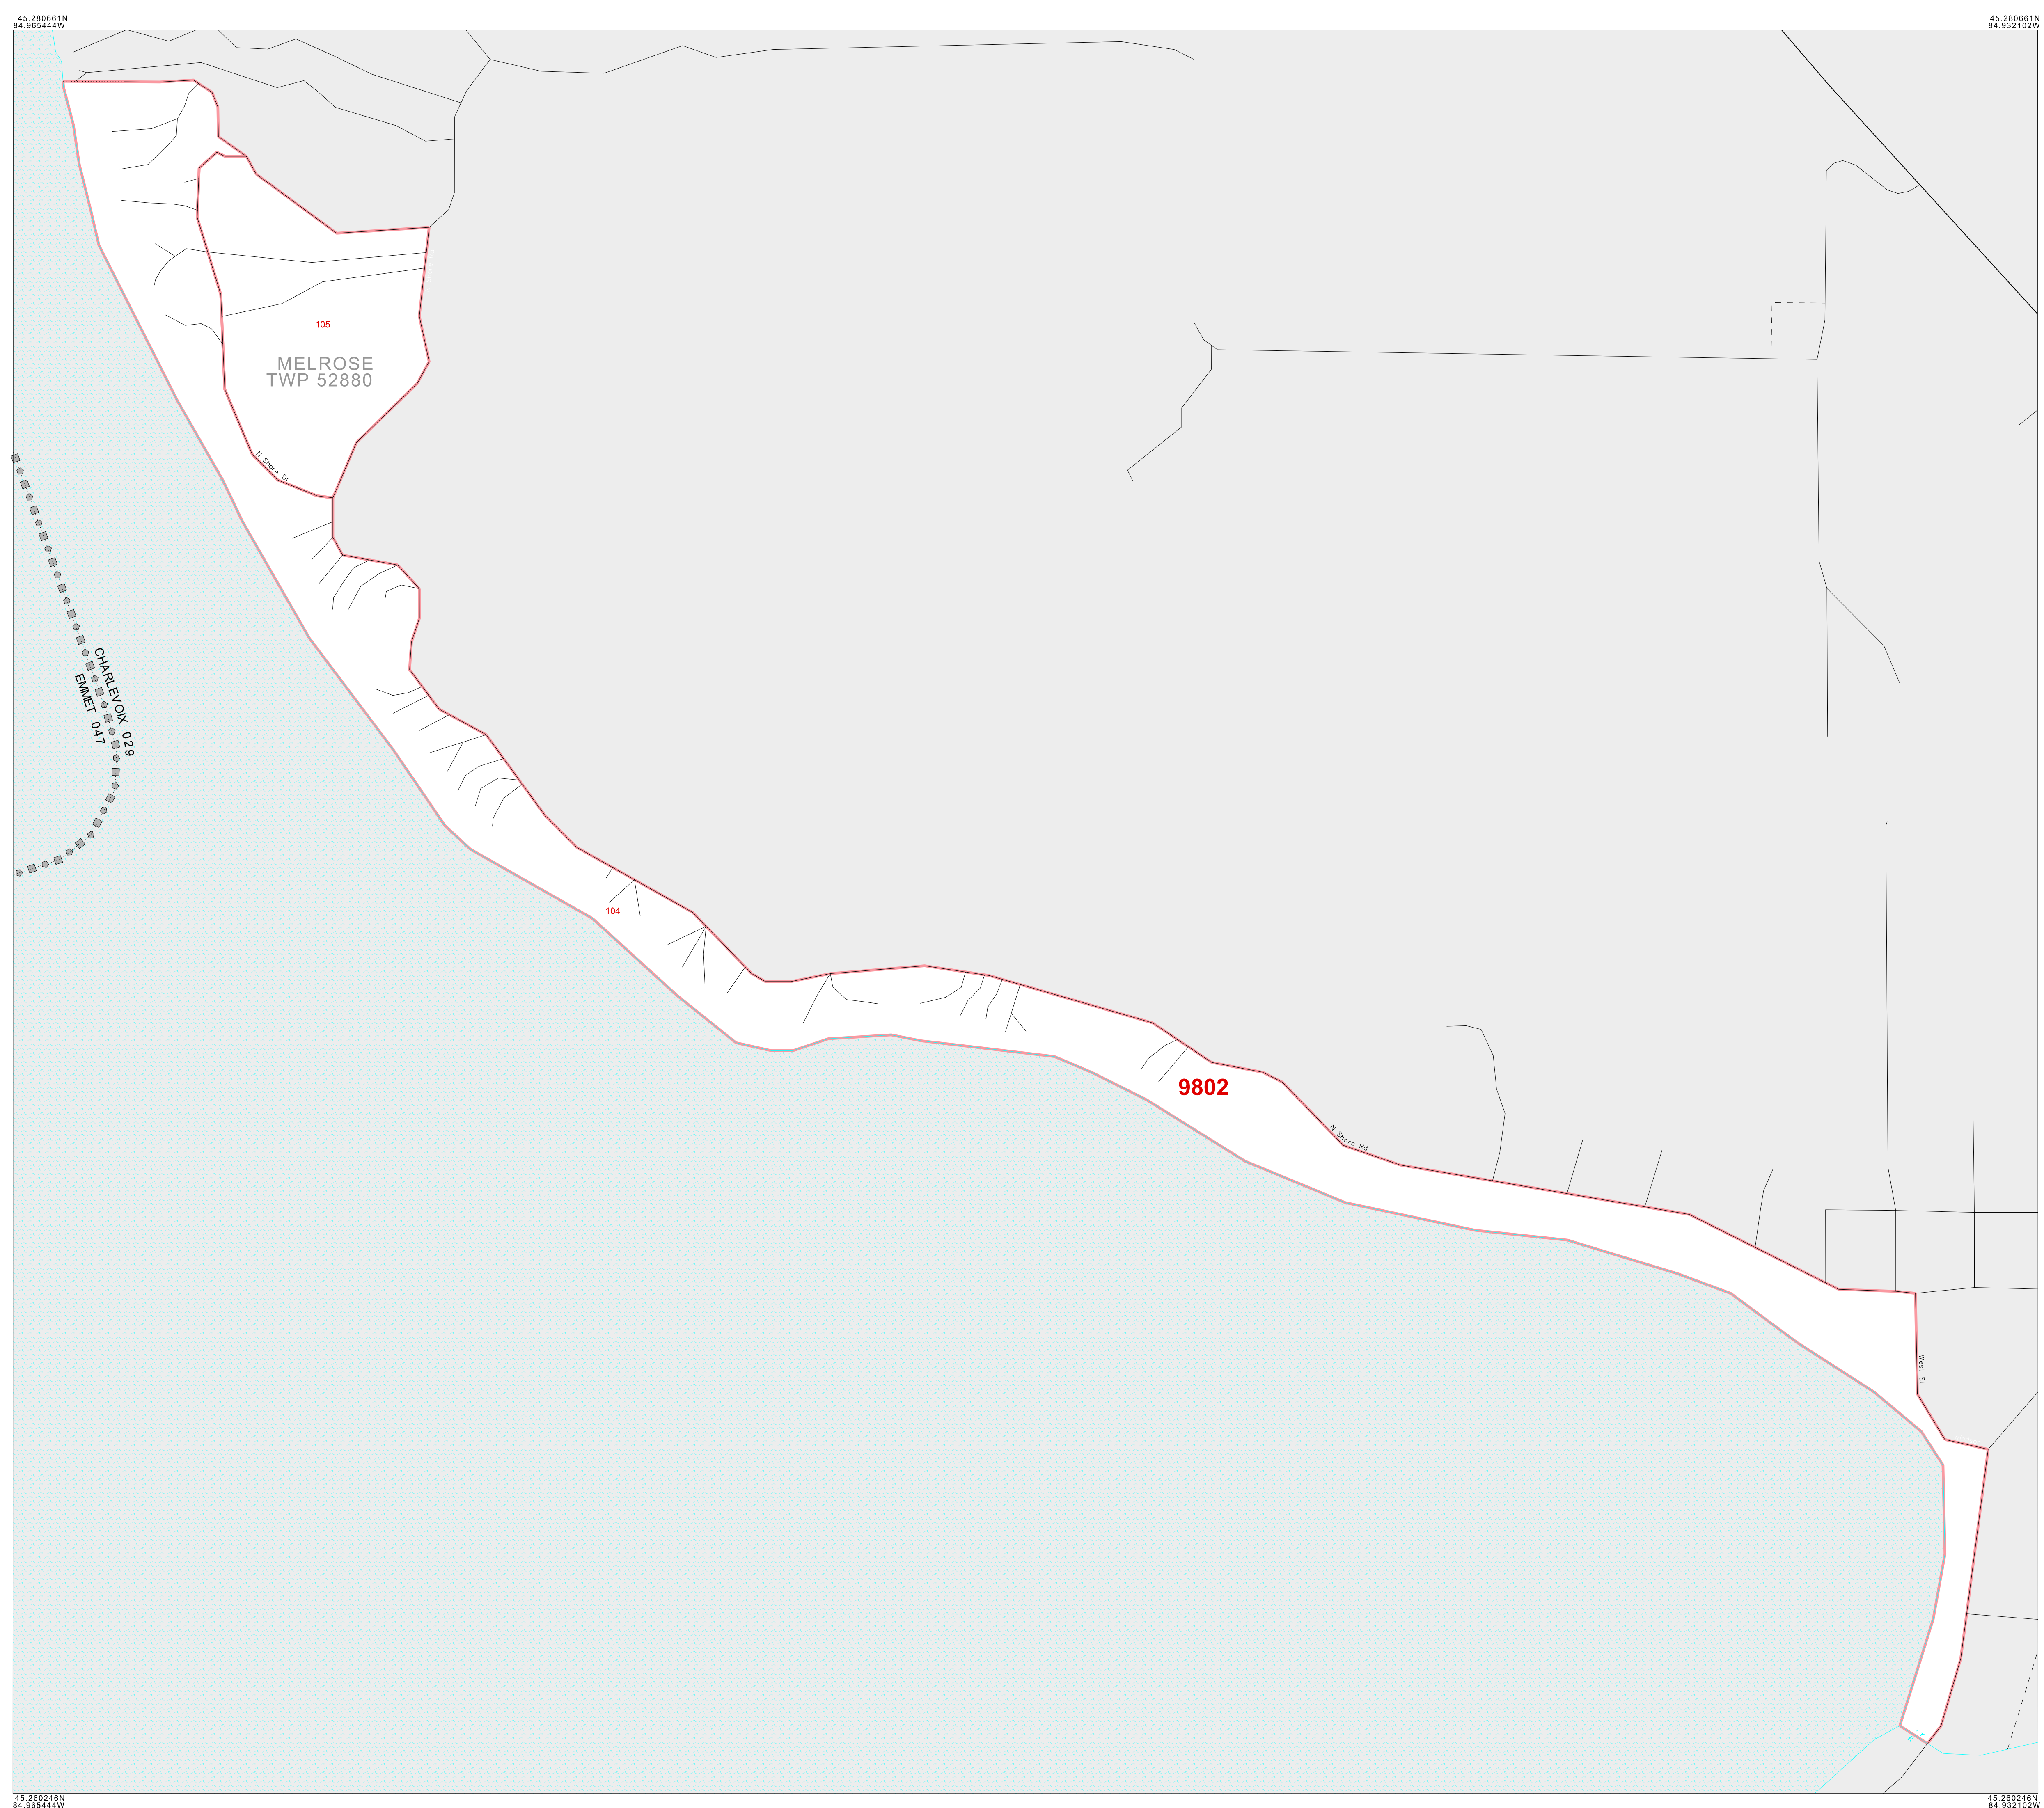 45.280661N
84.965444W
45.280661N
84.932102W
105
MELROSE
TWP 52880
N Shore Dr
CHARLEVOIX 029
EMMET 047
104
9802
N Shore Rd
West St
45.260246N
84.965444W
45.260246N
84.932102W